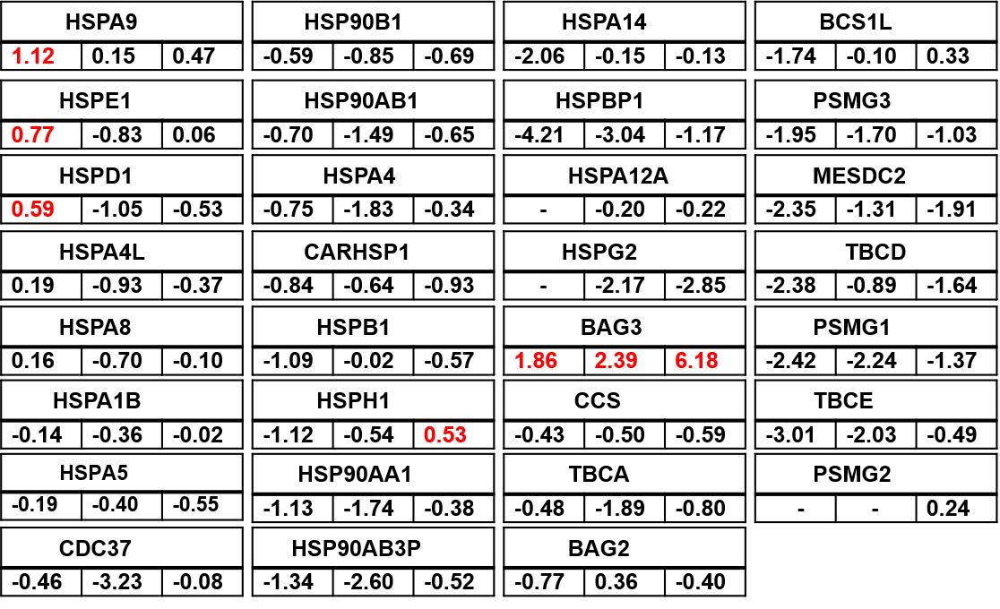 HSPA9 HSP90B1 HSPA14 BCS1L
1.12 0.15 0.47 -0.59 -0.85 -0.69 -2.06 -0.15 -0.13 -1.74 -0.10 0.33
HSPE1 HSP90AB1 HSPBP1 PSMG3
0.77 -0.83 0.06 -0.70 -1.49 -0.65 -4.21 -3.04 -1.17 -1.95 -1.70 -1.03
HSPD1 HSPA4 HSPA12A MESDC2
0.59 -1.05 -0.53 -0.75 -1.83 -0.34 - -0.20 -0.22 -2.35 -1.31 -1.91
HSPA4L CARHSP1 HSPG2 TBCD
0.19 -0.93 -0.37 -0.84 -0.64 -0.93 - -2.17 -2.85 -2.38 -0.89 -1.64
HSPA8 HSPB1 BAG3 PSMG1
0.16 -0.70 -0.10 -1.09 -0.02 -0.57 1.86 2.39 6.18 -2.42 -2.24 -1.37
HSPA1B HSPH1 CCS TBCE
-0.14 -0.36 -0.02 -1.12 -0.54 0.53 -0.43 -0.50 -0.59 -3.01 -2.03 -0.49
HSPA5 HSP90AA1 TBCA PSMG2
-0.19 -0.40 -0.55 -1.13 -1.74 -0.38 -0.48 -1.89 -0.80 - - 0.24
CDC37 HSP90AB3P BAG2
-0.46 -3.23 -0.08 -1.34 -2.60 -0.52 -0.77 0.36 -0.40